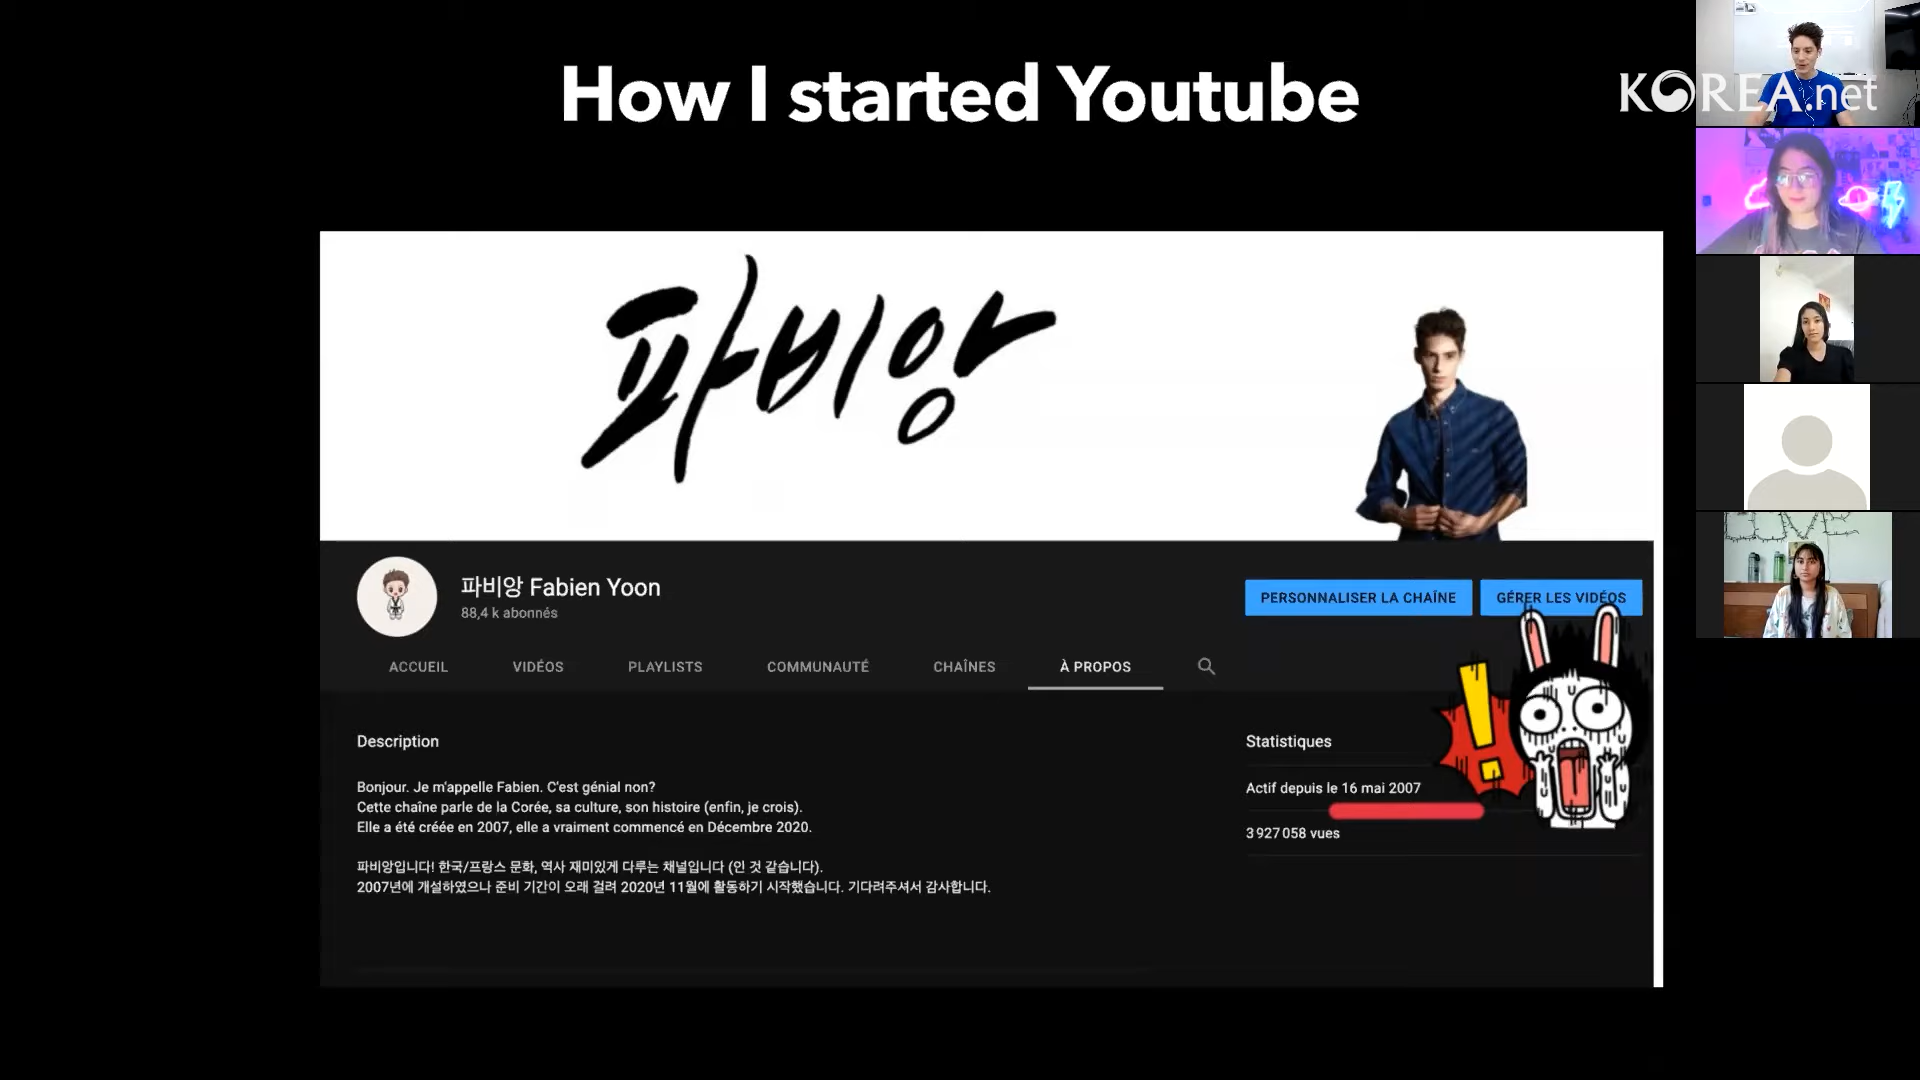 How I started Youtube
KOREA.net
파비앙
파비앙 Fabien Yoon
88,4 k abonnés
PERSONNALISER LA CHAÎNE
GÉRER LES VIDÉOS
ACCUEIL
VIDÉOS
PLAYLISTS
COMMUNAUTÉ
CHAÎNES
À PROPOS
Description
Bonjour. Je m'appelle Fabien. C'est génial non?
Cette chaîne parle de la Corée, sa culture, son histoire (enfin, je crois).
Elle a été créée en 2007, elle a vraiment commencé en Décembre 2020.
파비앙입니다! 한국/프랑스 문화, 역사 재미있게 다루는 채널입니다 (인 것 같습니다).
2007년에 개설하였으나 준비 기간이 오래 걸려 2020년 11월에 활동하기 시작했습니다. 기다려주셔서 감사합니다.
Statistiques
Actif depuis le 16 mai 2007
3 927 058 vues
!